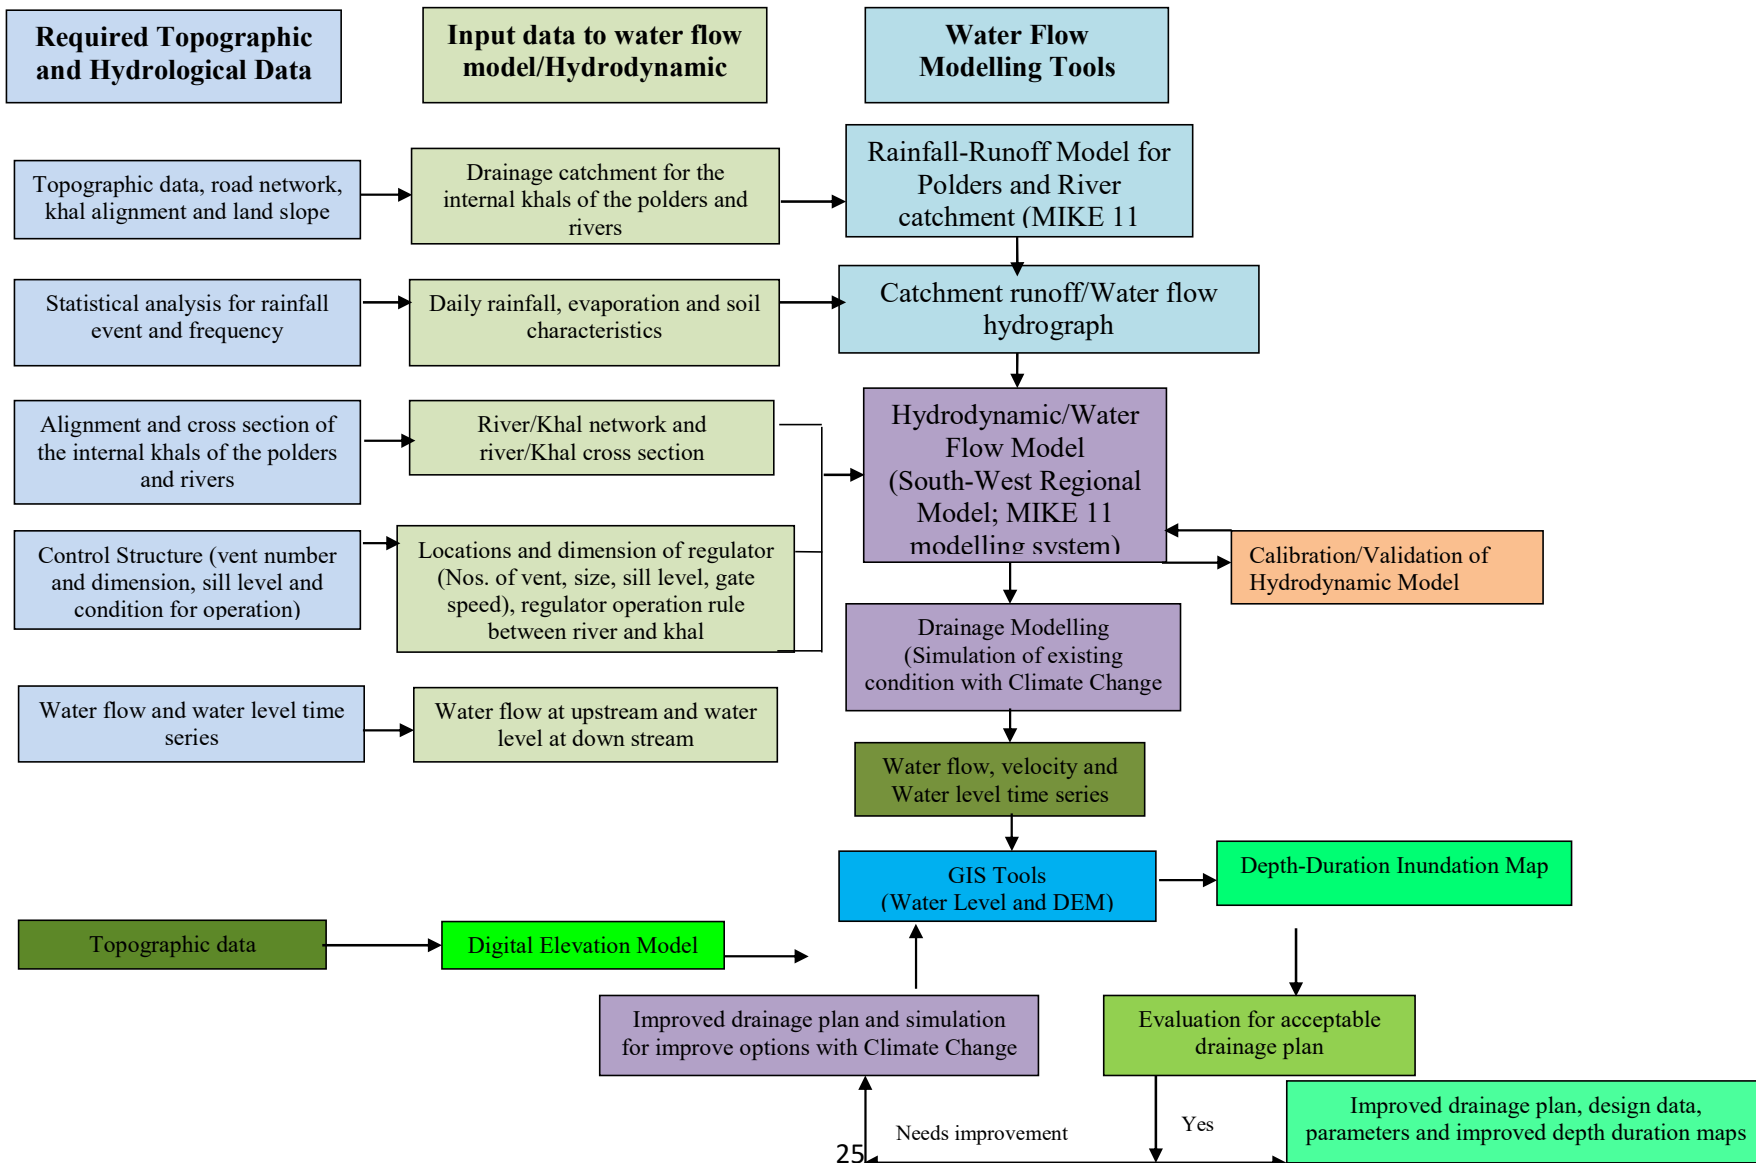 Required Topographic
and Hydrological Data
Input data to water flow
model/Hydrodynamic
Water Flow
Modelling Tools
Topographic data, road network,
khal alignment and land slope
Drainage catchment for the
internal khals of the polders and
rivers
Rainfall-Runoff Model for
Polders and River
catchment (MIKE 11
Statistical analysis for rainfall
event and frequency
Daily rainfall, evaporation and soil
characteristics
Catchment runoff/Water flow
hydrograph
Alignment and cross section of
the internal khals of the polders
and rivers
River/Khal network and
river/Khal cross section
Hydrodynamic/Water
Flow Model
(South-West Regional
Model; MIKE 11
modelling system)
Control Structure (vent number
and dimension, sill level and
condition for operation)
Locations and dimension of regulator
(Nos. of vent, size, sill level, gate
speed), regulator operation rule
between river and khal
Calibration/Validation of
Hydrodynamic Model
Drainage Modelling
(Simulation of existing
condition with Climate Change
Water flow and water level time
series
Water flow at upstream and water
level at down stream
Water flow, velocity and
Water level time series
GIS Tools
(Water Level and DEM)
Depth-Duration Inundation Map
Topographic data
Digital Elevation Model
Improved drainage plan and simulation
for improve options with Climate Change
Evaluation for acceptable
drainage plan
Needs improvement
Yes
Improved drainage plan, design data,
parameters and improved depth duration maps
25